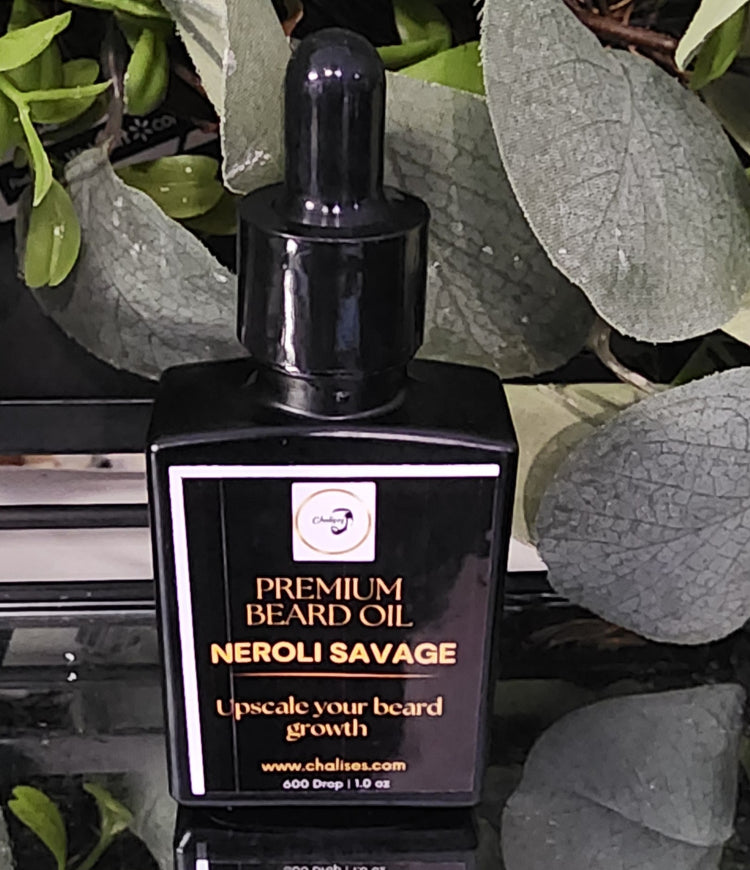 PREMIUM
BEARD OIL
NEROLI SAVAGE
Upscale your beard
growth
www.chalises.com
600 Drop | 1.0 oz